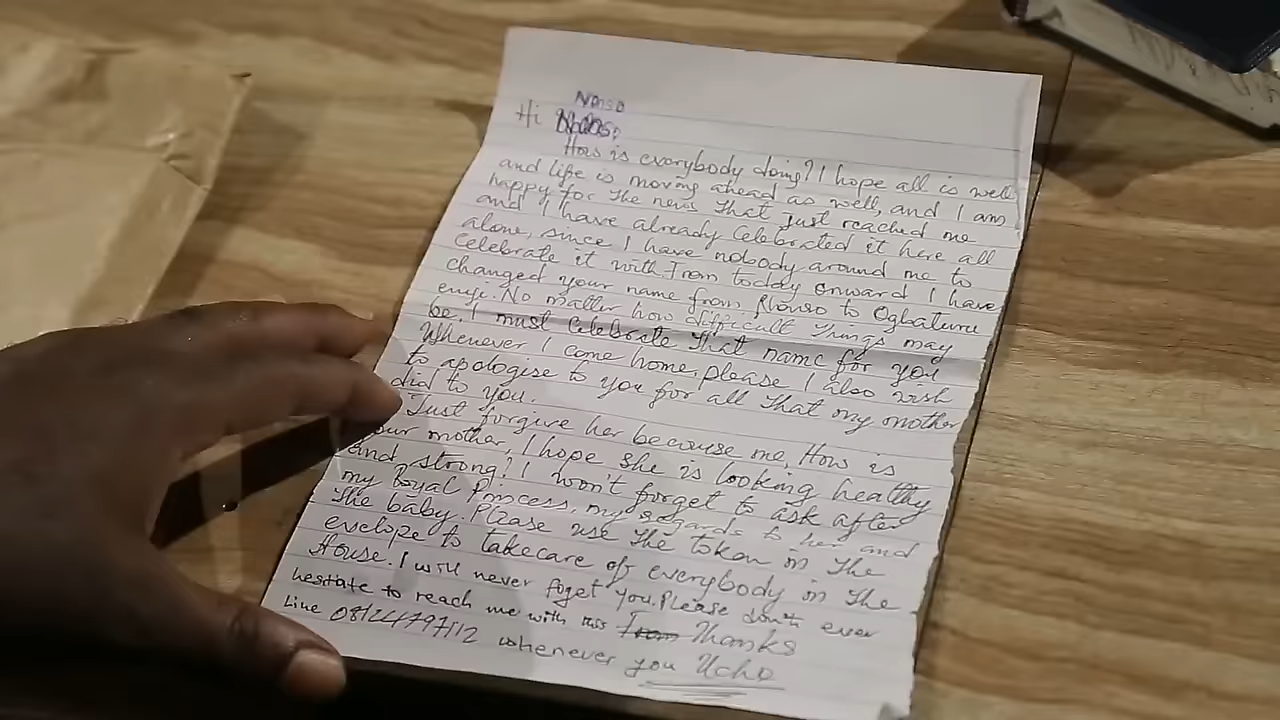 Nonso
Hi
How is everybody doing? I hope all is well
and life is moving ahead as well, and I am
happy for the news that just reached me
and I have already celebrated it here all
alone, since I have nobody around me to
celebrate it with. From today onward I have
changed your name from Nonso to Ogbaturu
enyi. No matter how difficult things may
be. I must celebrate that name for you
Whenever I come home, please I also wish
to apologise to you for all that my mother
did to you.
Just forgive her because me, How is
your mother, I hope she is looking healthy
and strong? I won't forget to ask after
my Royal Princess, my regards to her and
the baby. Please use the token in the
evelope to takecare of everybody in the
House. I will never foget you. Please don't ever
hesitate to reach me with this From Thanks
Line whenever you Ucho